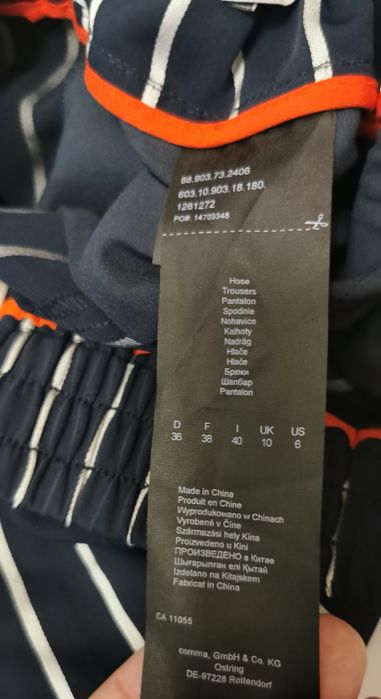 88.903.73.2406
603.10.903.18.180.
1261272
PO#: 14703348
Hose
Trousers
Pantalon
Spodnie
Nohavice
Kalhoty
Nadrág
Hlače
Hlače
Брюки
Шалбар
Pantalon
D F I UK US
36 38 40 10 6
Made in China
Produit en Chine
Wyprodukowano w Chinach
Vyrobené v Číne
Származási hely Kína
Proizvedeno u Kini
ПРОИЗВЕДЕНО в Китае
Шығарылған елі Қытай
Izdelano na Kitajskem
Fabricat in China
CA 11055
comma, GmbH & Co. KG
Ostring
DE-97228 Rottendorf